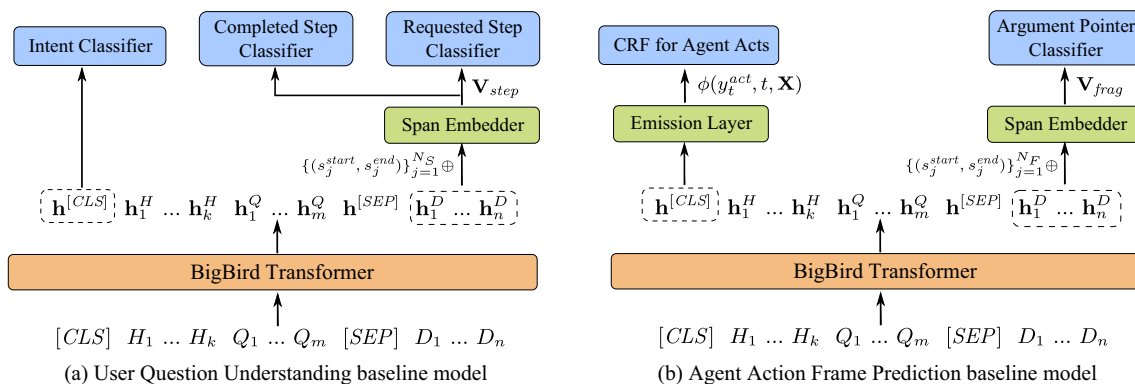 Intent Classifier
Completed Step
Classifier
Requested Step
Classifier
V_step
Span Embedder
{(s_j^start, s_j^end)}_{j=1}^{N_S} ⊕
h^[CLS] h_1^H ... h_k^H h_1^Q ... h_m^Q h^[SEP] h_1^D ... h_n^D
BigBird Transformer
[CLS] H_1 ... H_k Q_1 ... Q_m [SEP] D_1 ... D_n
(a) User Question Understanding baseline model
CRF for Agent Acts
Argument Pointer
Classifier
ϕ(y_t^act, t, X)
V_frag
Emission Layer
Span Embedder
{(s_j^start, s_j^end)}_{j=1}^{N_F} ⊕
h^[CLS] h_1^H ... h_k^H h_1^Q ... h_m^Q h^[SEP] h_1^D ... h_n^D
BigBird Transformer
[CLS] H_1 ... H_k Q_1 ... Q_m [SEP] D_1 ... D_n
(b) Agent Action Frame Prediction baseline model